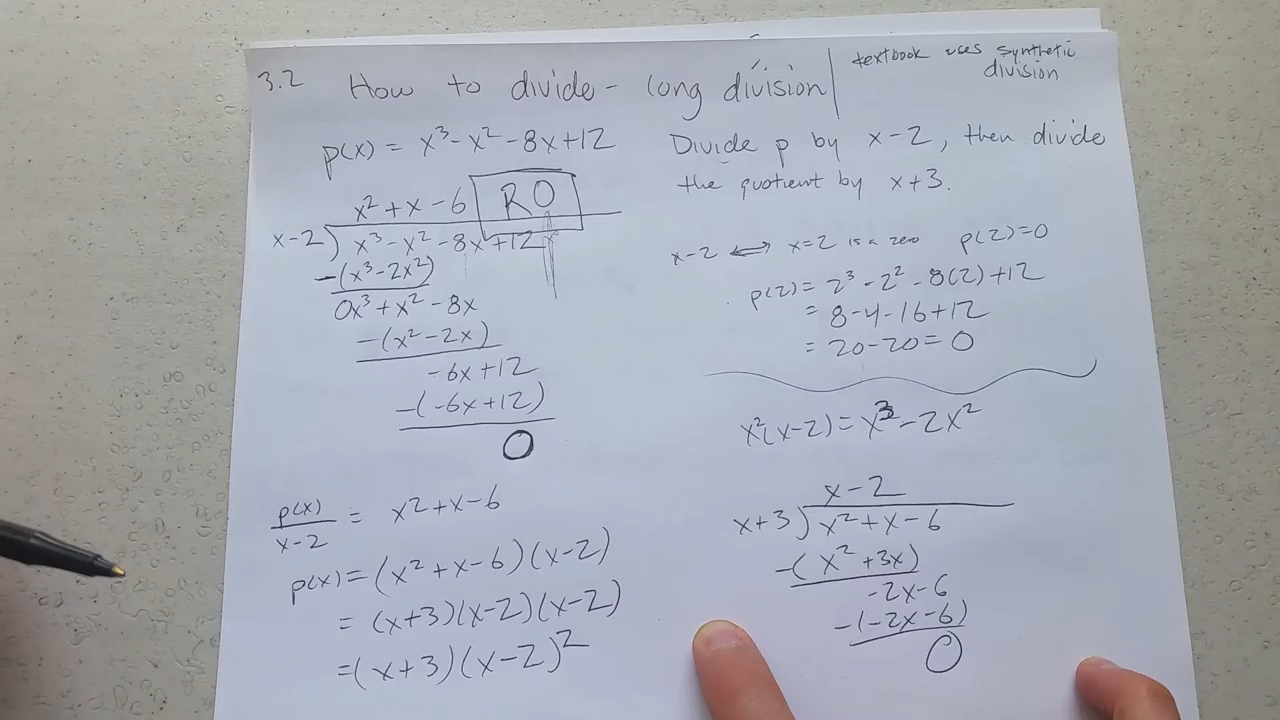 3.2 How to divide - long division
textbook uses synthetic
division
p(x) = x³ - x² - 8x + 12
x² + x - 6 R 0
x-2 ) x³ - x² - 8x + 12
-(x³ - 2x²)
0x³ + x² - 8x
-(x² - 2x)
-6x + 12
-(-6x + 12)
0
p(x)/x-2 = x² + x - 6
p(x) = (x² + x - 6)(x-2)
= (x+3)(x-2)(x-2)
= (x+3)(x-2)²
Divide p by x-2, then divide
the quotient by x+3.
x-2 ⟷ x=2 is a zero p(2)=0
p(2) = 2³ - 2² - 8(2) + 12
= 8-4-16+12
= 20-20 = 0
x²(x-2) = x³ - 2x²
x-2
x+3 ) x² + x - 6
-(x² + 3x)
-2x-6
-(-2x-6)
0